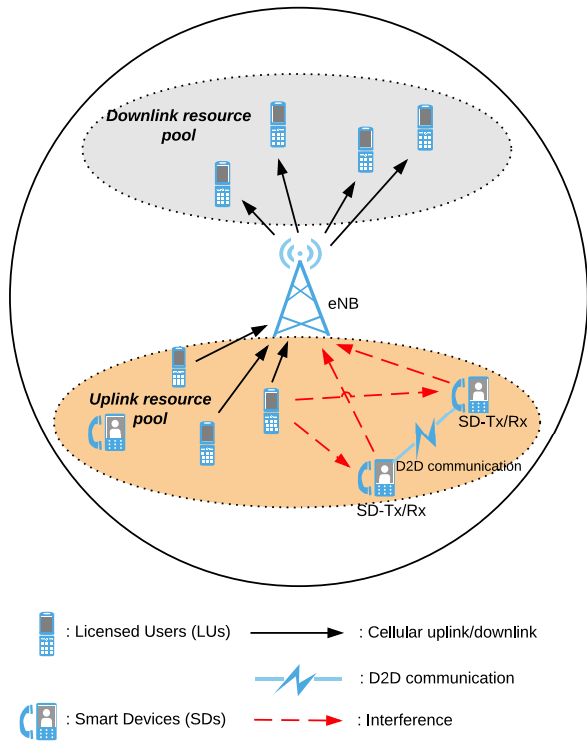 Downlink resource
pool
eNB
Uplink resource
pool
SD-Tx/Rx
D2D communication
SD-Tx/Rx
: Licensed Users (LUs)
: Cellular uplink/downlink
: D2D communication
: Smart Devices (SDs)
: Interference